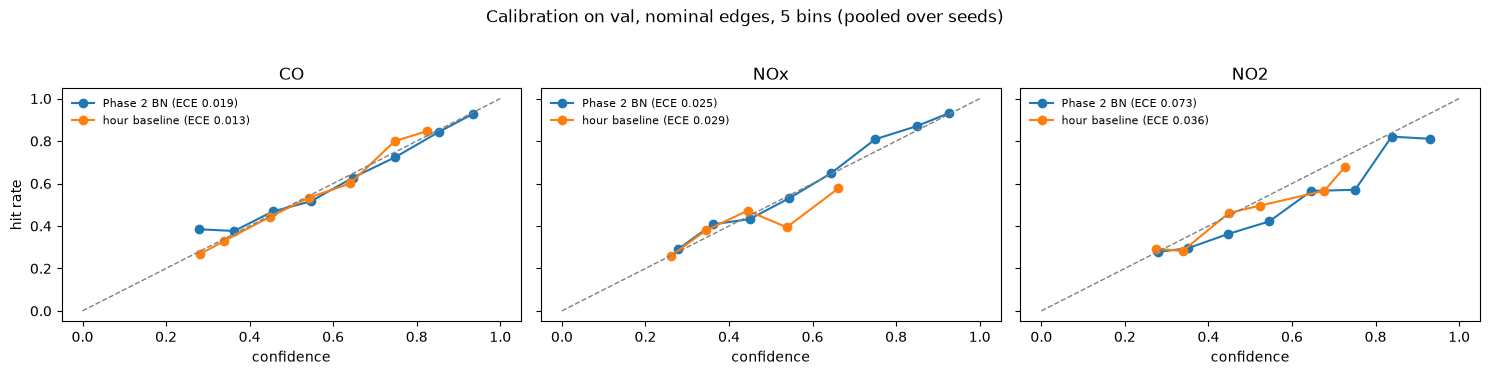 Calibration on val, nominal edges, 5 bins (pooled over seeds)
CO
Phase 2 BN (ECE 0.019)
hour baseline (ECE 0.013)
1.0
0.8
0.6
0.4
0.2
0.0
hit rate
0.0 0.2 0.4 0.6 0.8 1.0
confidence
NOx
Phase 2 BN (ECE 0.025)
hour baseline (ECE 0.029)
0.0 0.2 0.4 0.6 0.8 1.0
confidence
NO2
Phase 2 BN (ECE 0.073)
hour baseline (ECE 0.036)
0.0 0.2 0.4 0.6 0.8 1.0
confidence